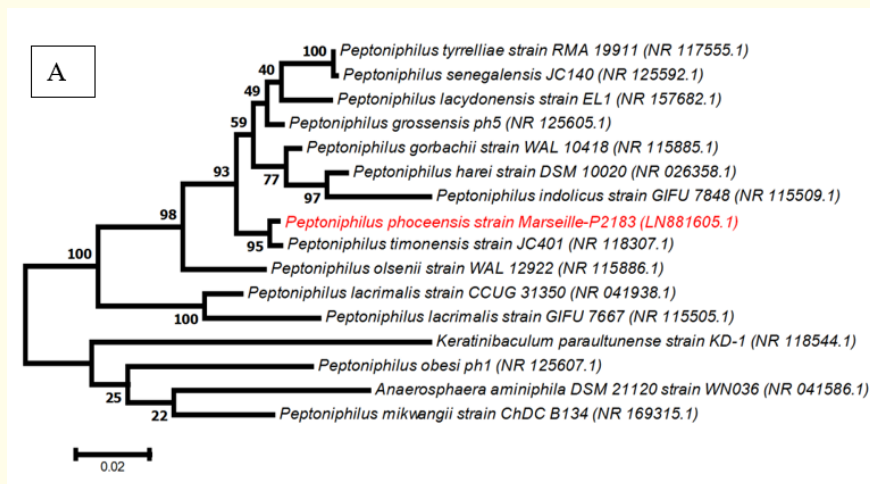 A
100
Peptoniphilus tyrrelliae strain RMA 19911 (NR 117555.1)
40
Peptoniphilus senegalensis JC140 (NR 125592.1)
49
Peptoniphilus lacydonensis strain EL1 (NR 157682.1)
59
Peptoniphilus grossensis ph5 (NR 125605.1)
Peptoniphilus gorbachii strain WAL 10418 (NR 115885.1)
93
77
Peptoniphilus harei strain DSM 10020 (NR 026358.1)
97
Peptoniphilus indolicus strain GIFU 7848 (NR 115509.1)
98
Peptoniphilus phoceensis strain Marseille-P2183 (LN881605.1)
95
Peptoniphilus timonensis strain JC401 (NR 118307.1)
100
Peptoniphilus olsenii strain WAL 12922 (NR 115886.1)
Peptoniphilus lacrimalis strain CCUG 31350 (NR 041938.1)
100
Peptoniphilus lacrimalis strain GIFU 7667 (NR 115505.1)
Keratinibaculum paraultunense strain KD-1 (NR 118544.1)
Peptoniphilus obesi ph1 (NR 125607.1)
25
Anaerosphaera aminiphila DSM 21120 strain WN036 (NR 041586.1)
22
Peptoniphilus mikwangii strain ChDC B134 (NR 169315.1)
0.02